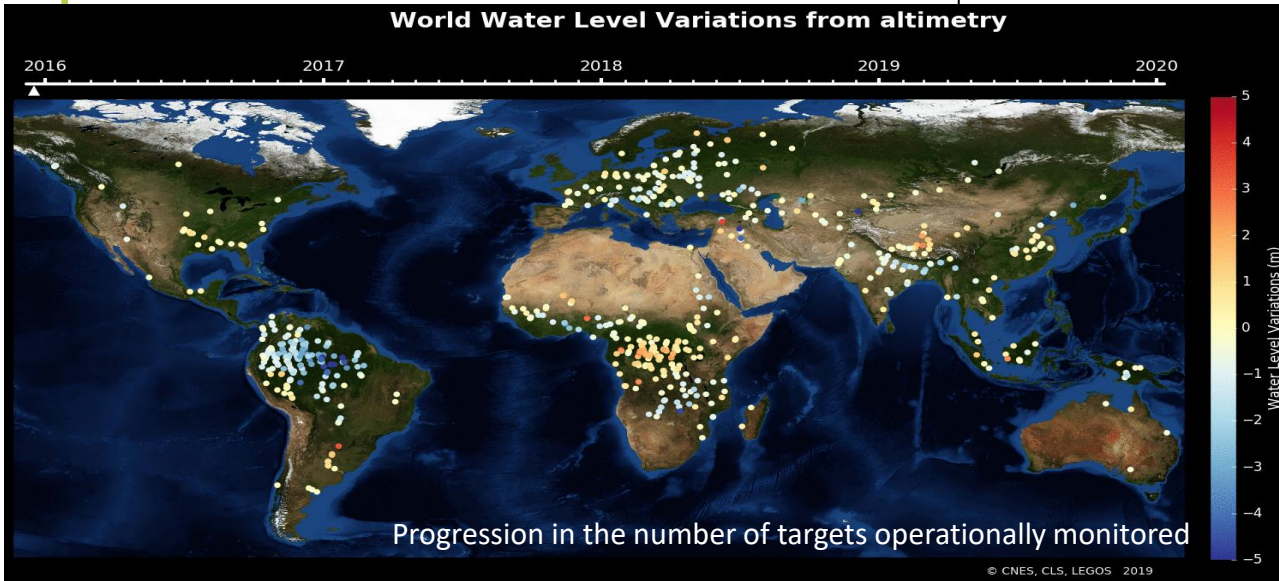 World Water Level Variations from altimetry
2016 2017 2018 2019 2020
5
4
3
2
1
0
−1
−2
−3
−4
−5
Water Level Variations (m)
Progression in the number of targets operationally monitored
© CNES, CLS, LEGOS 2019